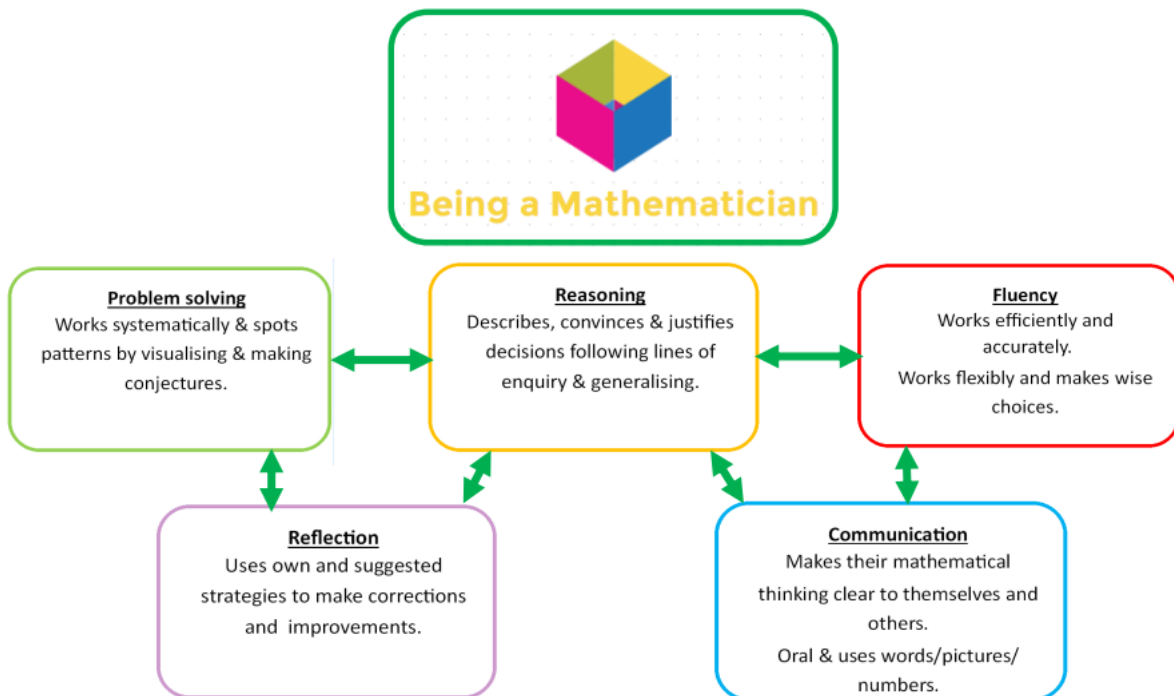 Being a Mathematician
Problem solving
Works systematically & spots
patterns by visualising & making
conjectures.
Reasoning
Describes, convinces & justifies
decisions following lines of
enquiry & generalising.
Fluency
Works efficiently and
accurately.
Works flexibly and makes wise
choices.
Reflection
Uses own and suggested
strategies to make corrections
and improvements.
Communication
Makes their mathematical
thinking clear to themselves and
others.
Oral & uses words/pictures/
numbers.